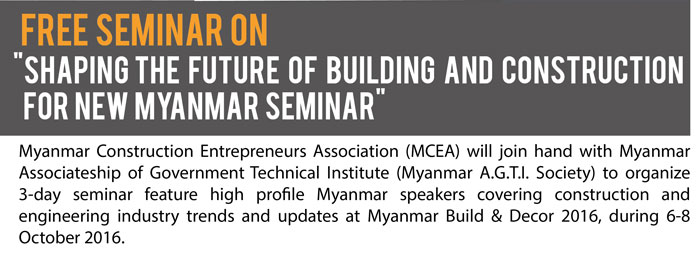 FREE SEMINAR ON
"SHAPING THE FUTURE OF BUILDING AND CONSTRUCTION
FOR NEW MYANMAR SEMINAR"
Myanmar Construction Entrepreneurs Association (MCEA) will join hand with Myanmar
Associateship of Government Technical Institute (Myanmar A.G.T.I. Society) to organize
3-day seminar feature high profile Myanmar speakers covering construction and
engineering industry trends and updates at Myanmar Build & Decor 2016, during 6-8
October 2016.